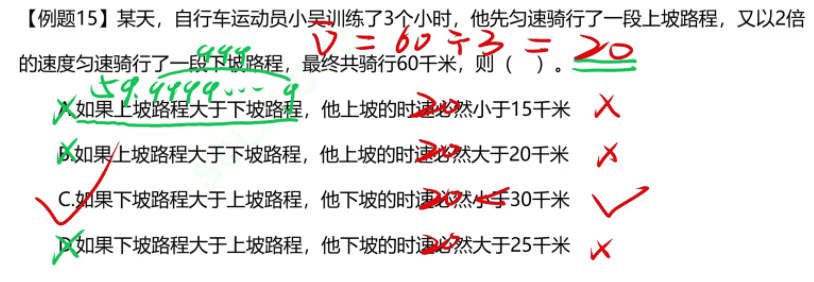 【例题15】某天，自行车运动员小吴训练了3个小时，他先匀速骑行了一段上坡路程，又以2倍
V̄ = 60 ÷ 3 = 20
的速度匀速骑行了一段下坡路程，最终共骑行60千米，则（　）。
999
59.9999...9
A.如果上坡路程大于下坡路程，他上坡的时速必然小于15千米
20
B.如果上坡路程大于下坡路程，他上坡的时速必然大于20千米
20
C.如果下坡路程大于上坡路程，他下坡的时速必然小于30千米
20 <
D.如果下坡路程大于上坡路程，他下坡的时速必然大于25千米
20